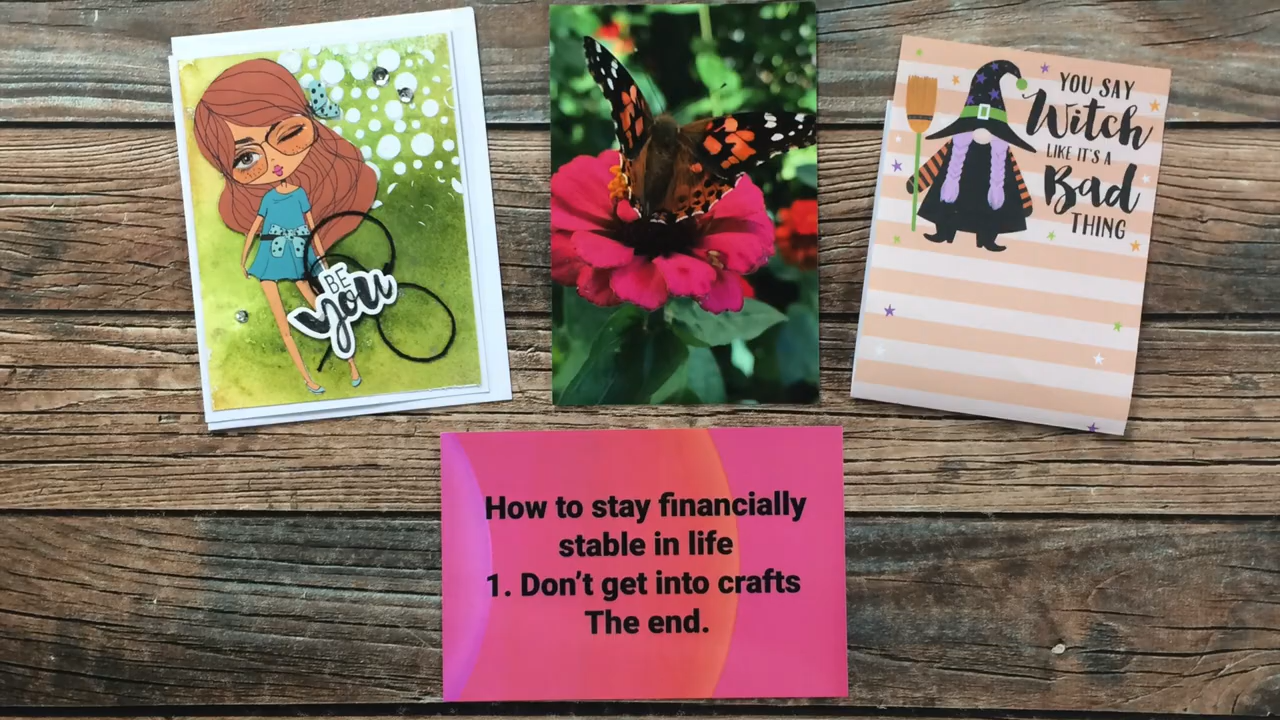 BE
you
YOU SAY
Witch
LIKE IT'S A
Bad
THING
How to stay financially
stable in life
1. Don't get into crafts
The end.